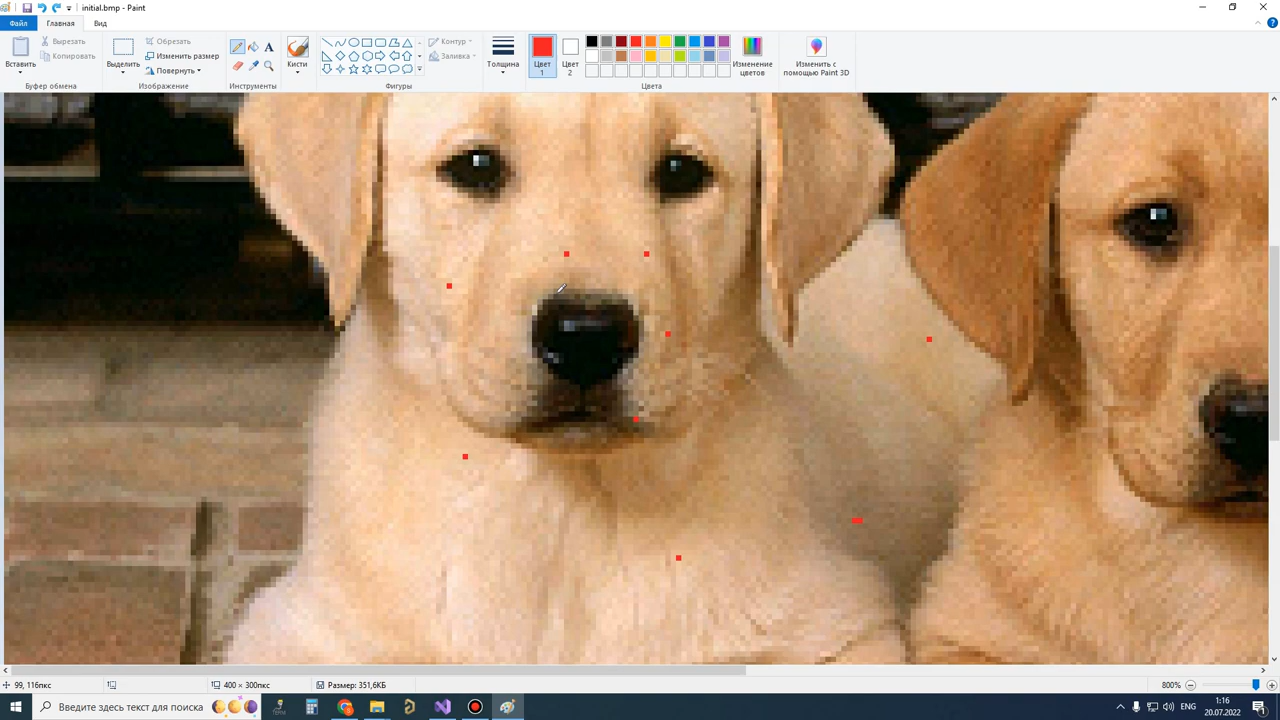 initial.bmp - Paint
Файл
Главная
Вид
Вставить
Вырезать
Копировать
Буфер обмена
Выделить
Обрезать
Изменить размер
Повернуть
Изображение
A
Инструменты
Кисти
Контур
Заливка
Фигуры
Толщина
Цвет 1
Цвет 2
Изменение цветов
Цвета
Изменить с помощью Paint 3D
99, 116пкс
400 × 300пкс
Размер: 351,6КБ
800%
Введите здесь текст для поиска
TERM
ENG
1:16
20.07.2022